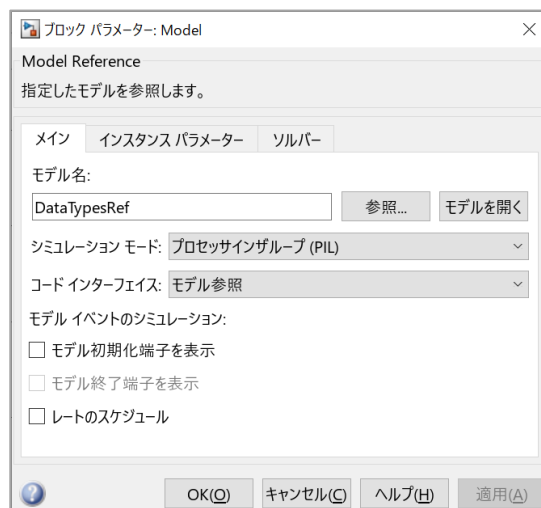 ブロック パラメーター: Model
Model Reference
指定したモデルを参照します。
メイン インスタンス パラメーター ソルバー
モデル名:
DataTypesRef 参照... モデルを開く
シミュレーション モード: プロセッサインザループ (PIL)
コード インターフェイス: モデル参照
モデル イベントのシミュレーション:
モデル初期化端子を表示
モデル終了端子を表示
レートのスケジュール
OK(O) キャンセル(C) ヘルプ(H) 適用(A)